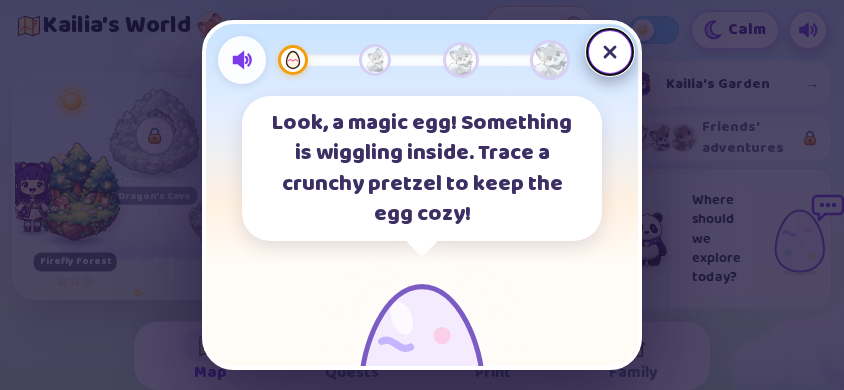 Kailia's World
Calm
Look, a magic egg! Something
is wiggling inside. Trace a
crunchy pretzel to keep the
egg cozy!
Kailia's Garden →
Friends'
adventures
Dragon's Cave
Firefly Forest
Where
should
we
explore
today?
Map
Quests
Print
Family